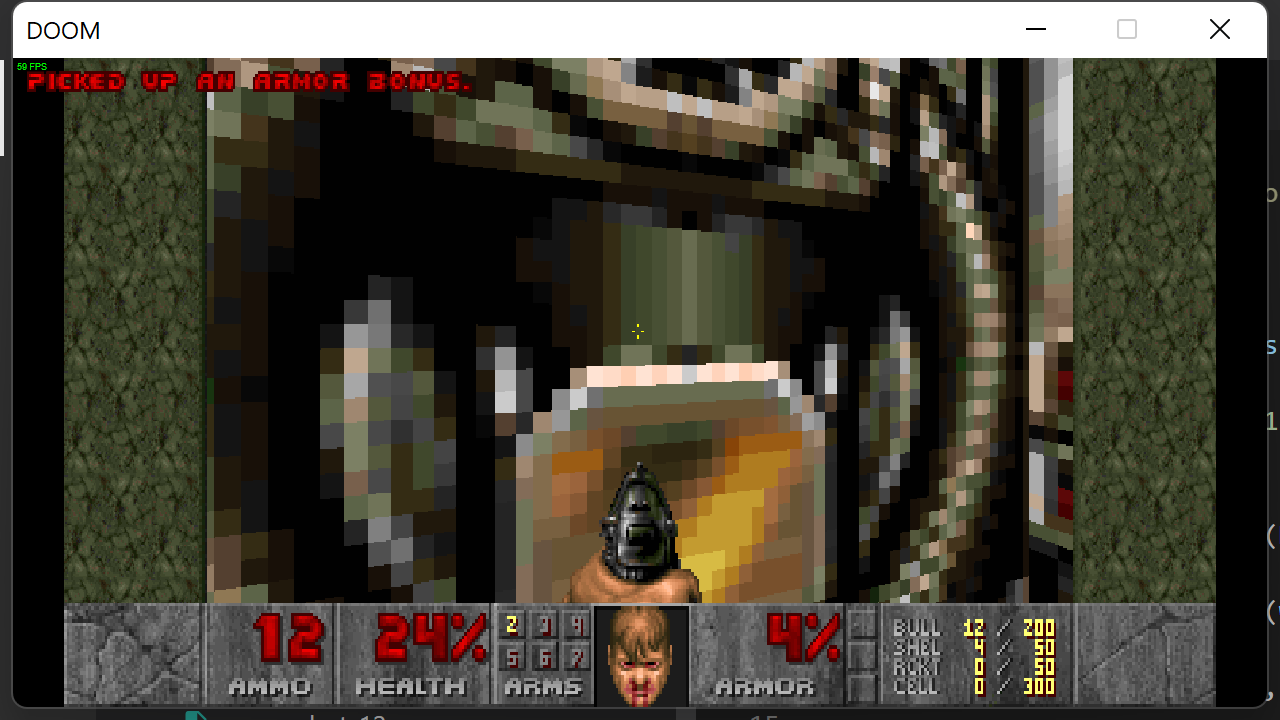 DOOM
59 FPS
PICKED UP AN ARMOR BONUS.
12 24% 2 3 4 4% BULL 12 / 200
SHEL 4 / 50
5 6 7 RCKT 0 / 50
AMMO HEALTH ARMS ARMOR CELL 0 / 300